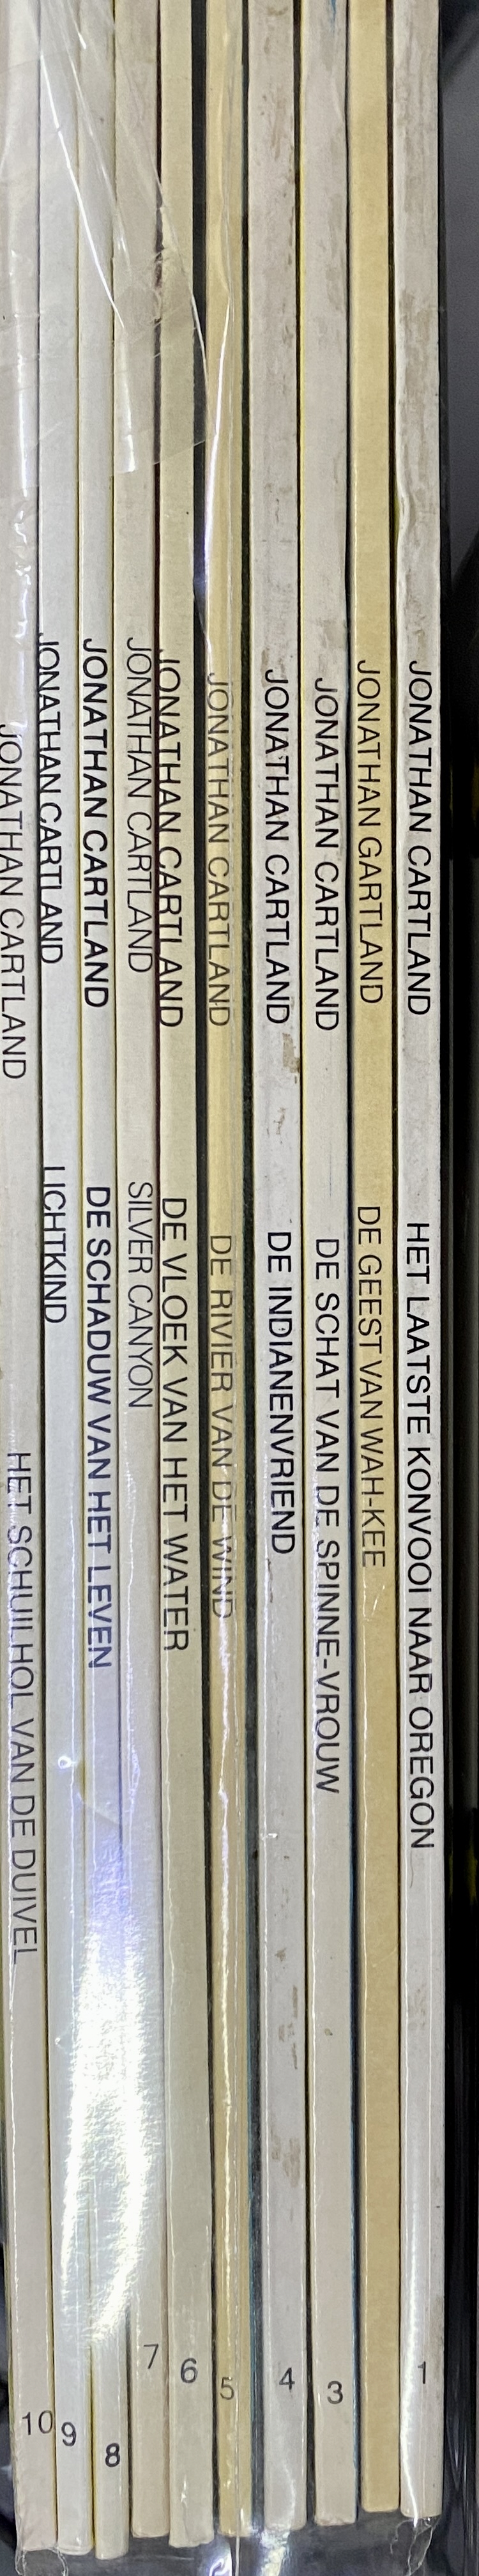 JONATHAN CARTLAND HET LAATSTE KONVOOI NAAR OREGON 1
JONATHAN GARTLAND DE GEEST VAN WAH-KEE
JONATHAN CARTLAND DE SCHAT VAN DE SPINNE-VROUW 3
JONATHAN CARTLAND DE INDIANENVRIEND 4
JONATHAN CARTLAND DE RIVIER VAN DE WIND 5
JONATHAN CARTLAND DE VLOEK VAN HET WATER 6
JONATHAN CARTLAND SILVER CANYON 7
JONATHAN CARTLAND DE SCHADUW VAN HET LEVEN 8
JONATHAN CARTLAND LICHTKIND 9
JONATHAN CARTLAND HET SCHUILHOL VAN DE DUIVEL 10